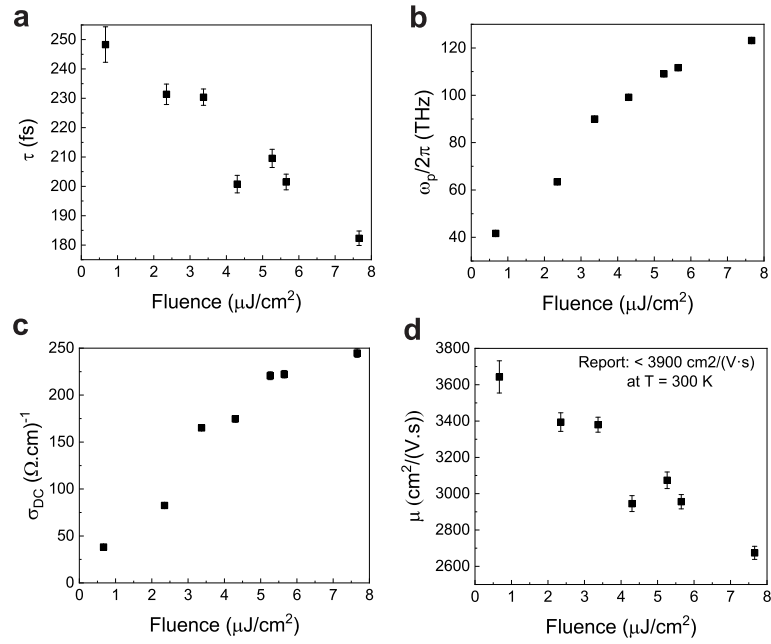 a
250
240
230
220
210
200
190
180
τ (fs)
0 1 2 3 4 5 6 7 8
Fluence (μJ/cm²)
b
120
100
80
60
40
ωₚ/2π (THz)
0 1 2 3 4 5 6 7 8
Fluence (μJ/cm²)
c
250
200
150
100
50
0
σ_DC (Ω.cm)⁻¹
0 1 2 3 4 5 6 7 8
Fluence (μJ/cm²)
d
Report: < 3900 cm2/(V·s)
at T = 300 K
3800
3600
3400
3200
3000
2800
2600
μ (cm²/(V.s))
0 1 2 3 4 5 6 7 8
Fluence (μJ/cm²)